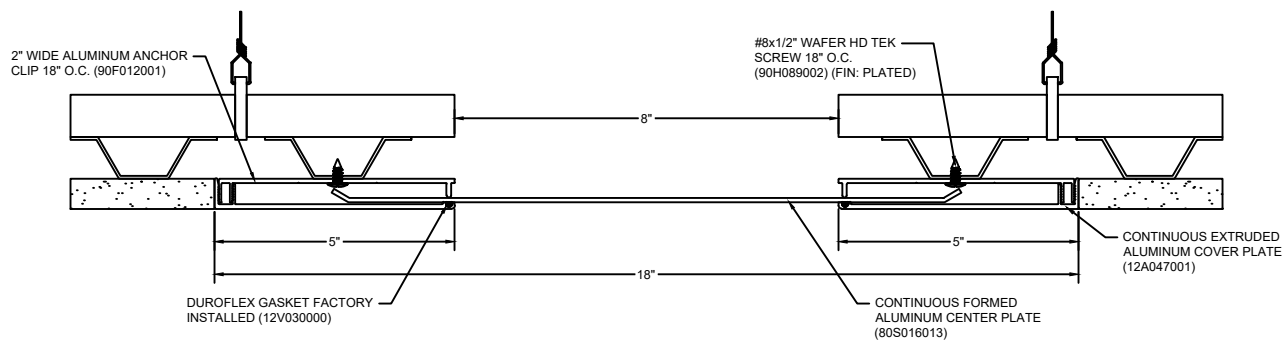 2" WIDE ALUMINUM ANCHOR
CLIP 18" O.C. (90F012001)
#8x1/2" WAFER HD TEK
SCREW 18" O.C.
(90H089002) (FIN: PLATED)
8"
5"
5"
18"
CONTINUOUS EXTRUDED
ALUMINUM COVER PLATE
(12A047001)
DUROFLEX GASKET FACTORY
INSTALLED (12V030000)
CONTINUOUS FORMED
ALUMINUM CENTER PLATE
(80S016013)